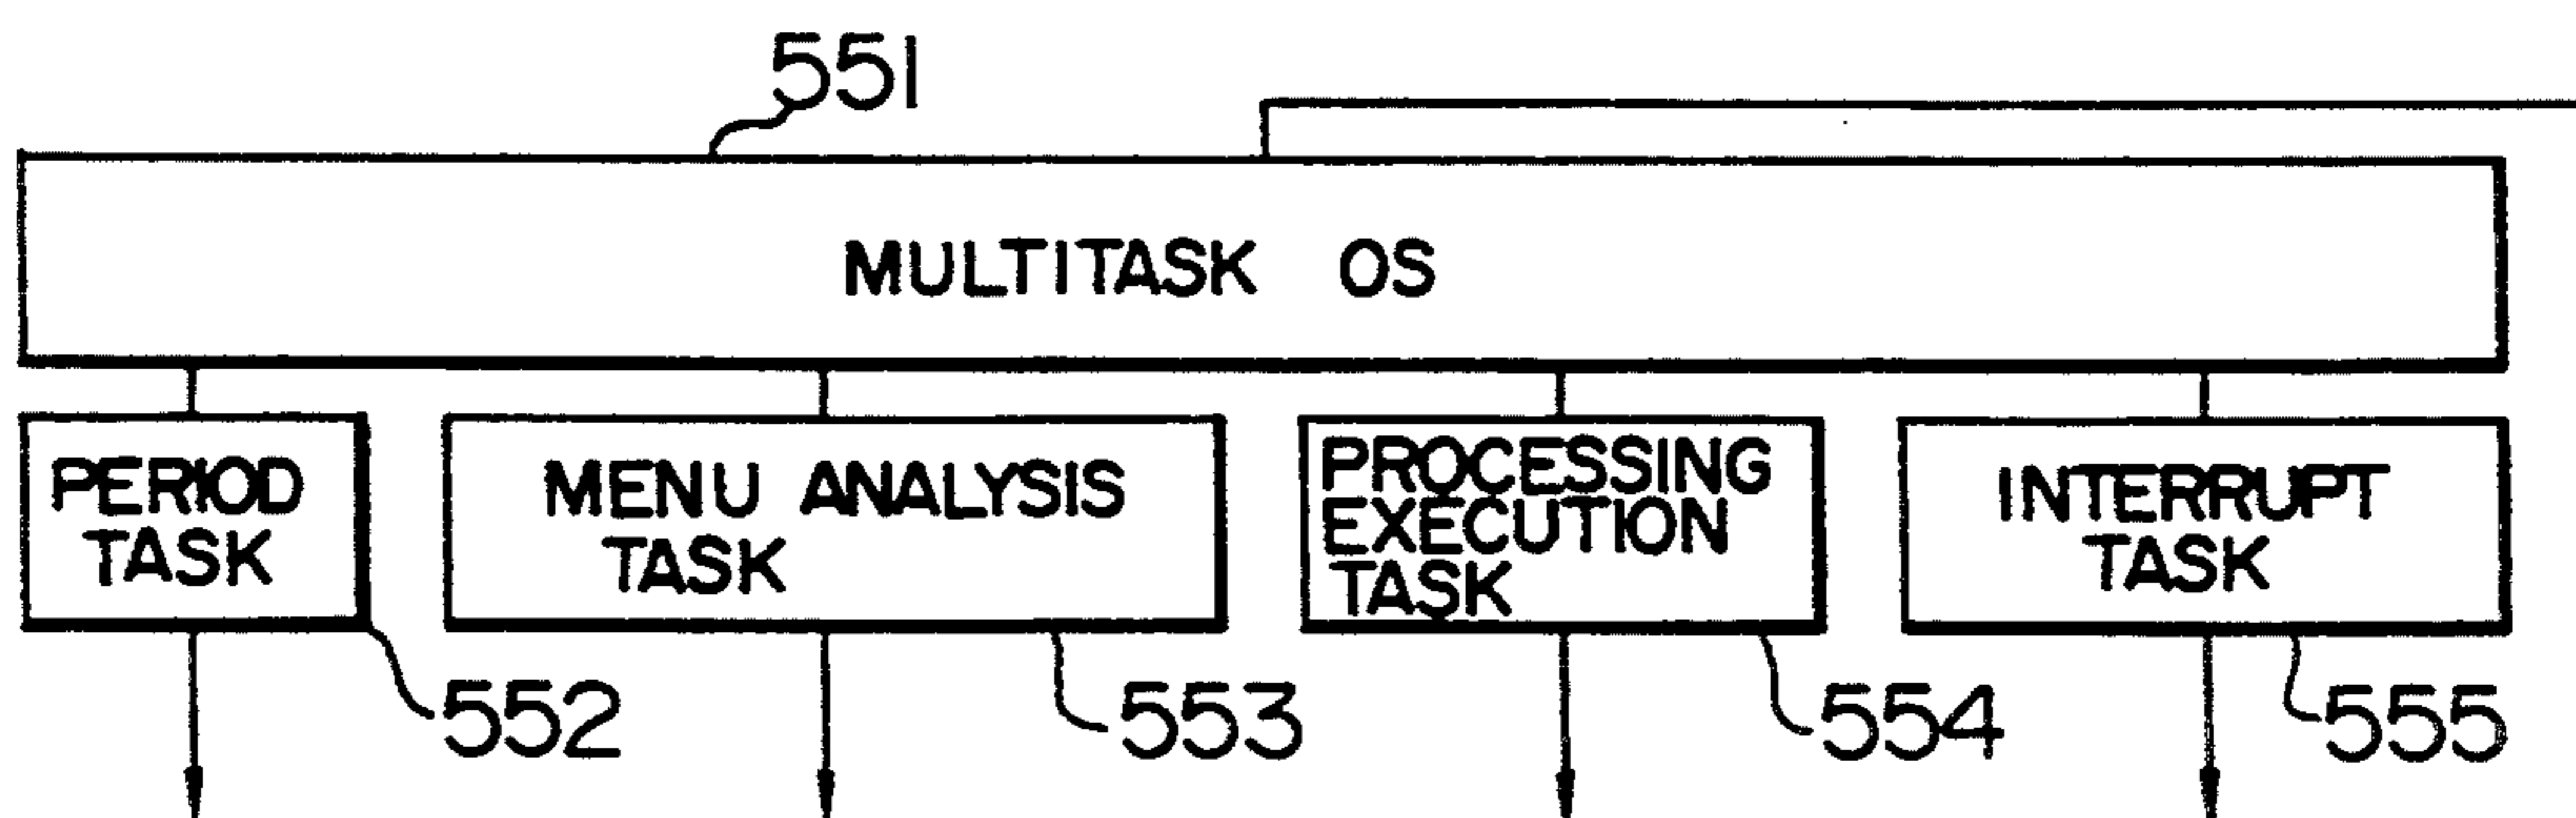 551
MULTITASK OS
PERIOD
TASK
MENU ANALYSIS
TASK
PROCESSING
EXECUTION
TASK
INTERRUPT
TASK
552
553
554
555